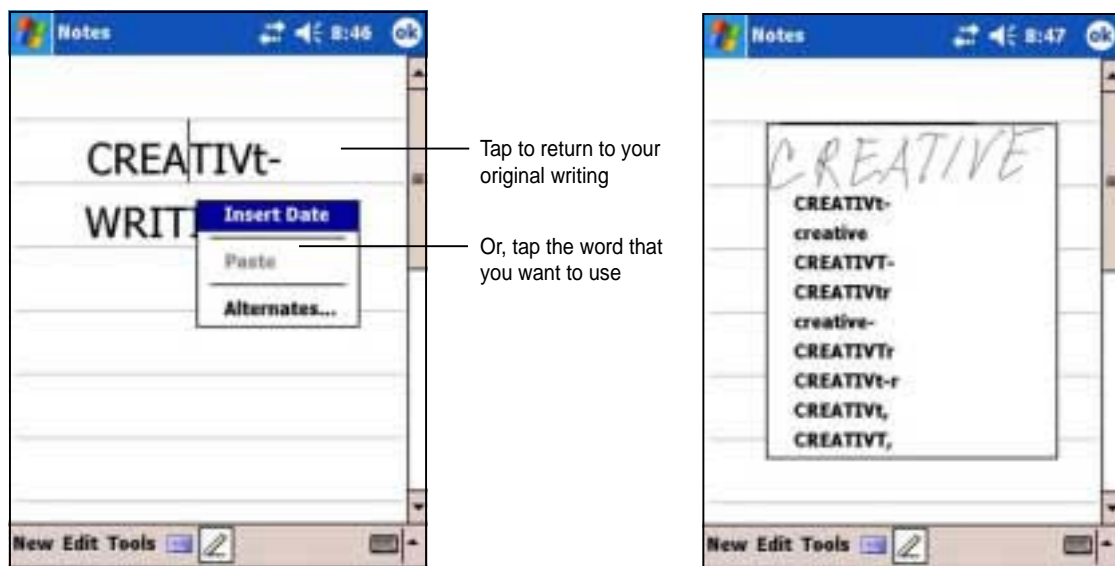 Notes 8:46 ok
CREATIVt-
WRITI
Insert Date
Paste
Alternates...
New Edit Tools
Tap to return to your
original writing
Or, tap the word that
you want to use
Notes 8:47 ok
CREATIVE
CREATIVt-
creative
CREATIVT-
CREATIVtr
creative-
CREATIVTr
CREATIVt-r
CREATIVt,
CREATIVT,
New Edit Tools